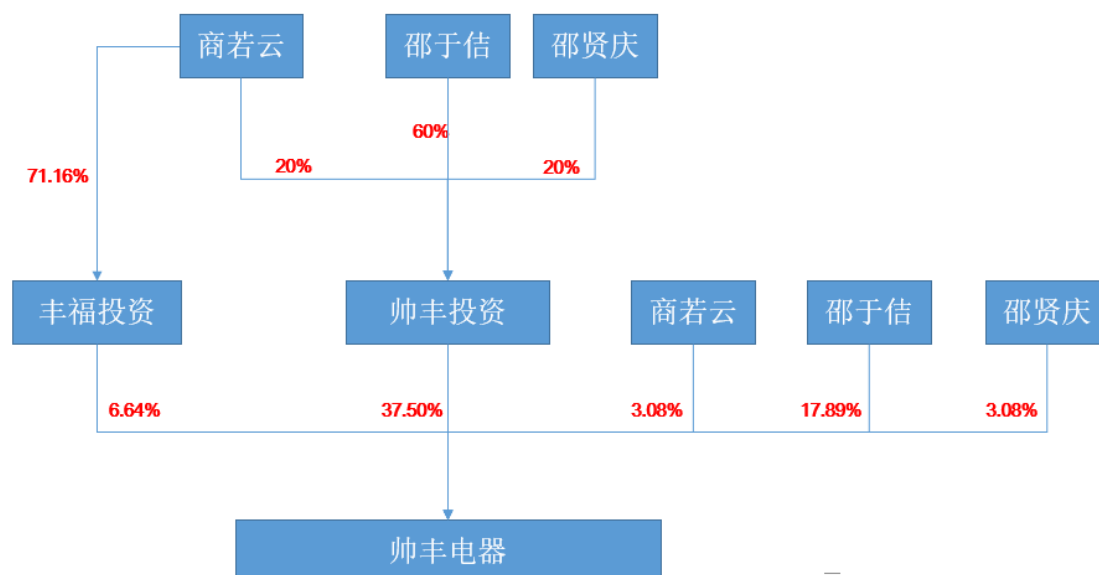 商若云
邵于佶
邵贤庆
60%
20%
20%
71.16%
丰福投资
帅丰投资
商若云
邵于佶
邵贤庆
6.64%
37.50%
3.08%
17.89%
3.08%
帅丰电器